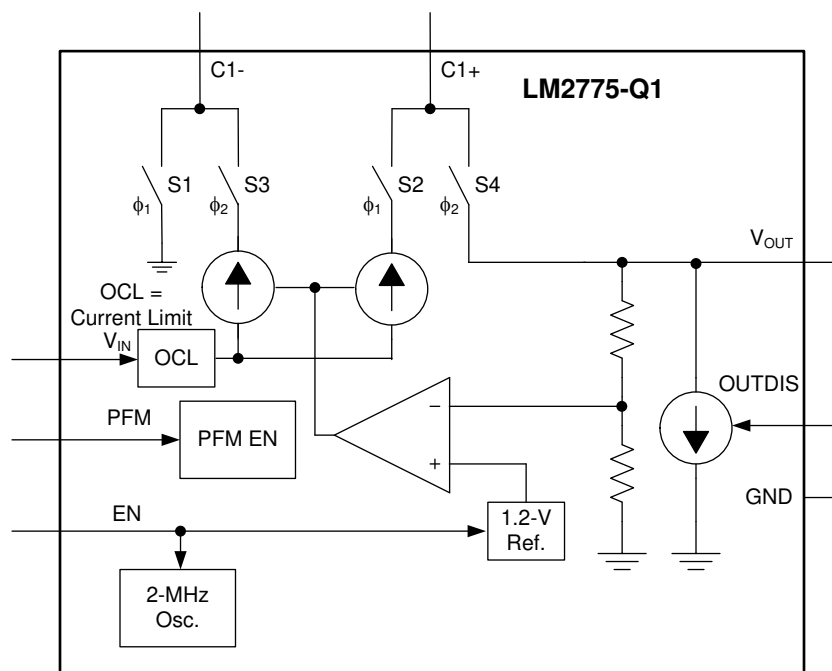 C1-
C1+
LM2775-Q1
S1
S3
S2
S4
ϕ1
ϕ2
ϕ1
ϕ2
VOUT
OCL =
Current Limit
VIN
OCL
OUTDIS
PFM
PFM EN
−
+
GND
EN
1.2-V
Ref.
2-MHz
Osc.